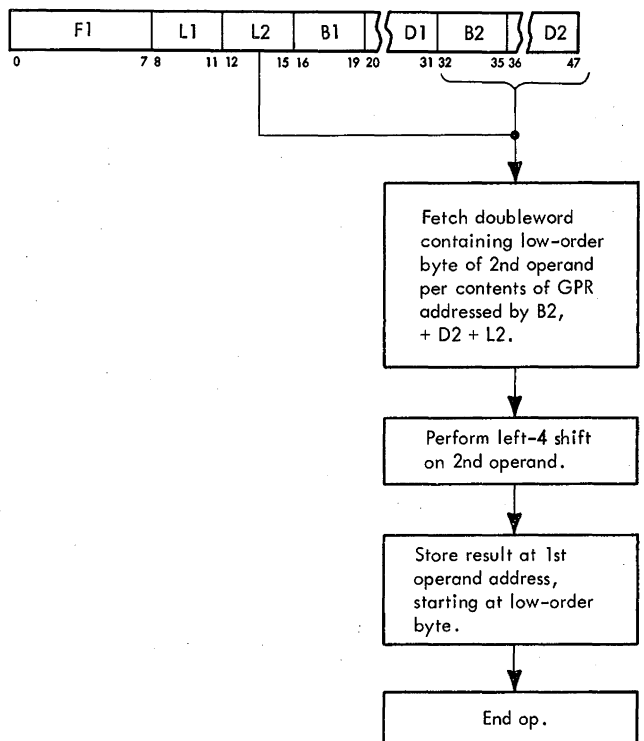 F1 L1 L2 B1 D1 B2 D2
0 7 8 11 12 15 16 19 20 31 32 35 36 47
Fetch doubleword
containing low-order
byte of 2nd operand
per contents of GPR
addressed by B2,
+ D2 + L2.
Perform left-4 shift
on 2nd operand.
Store result at 1st
operand address,
starting at low-order
byte.
End op.